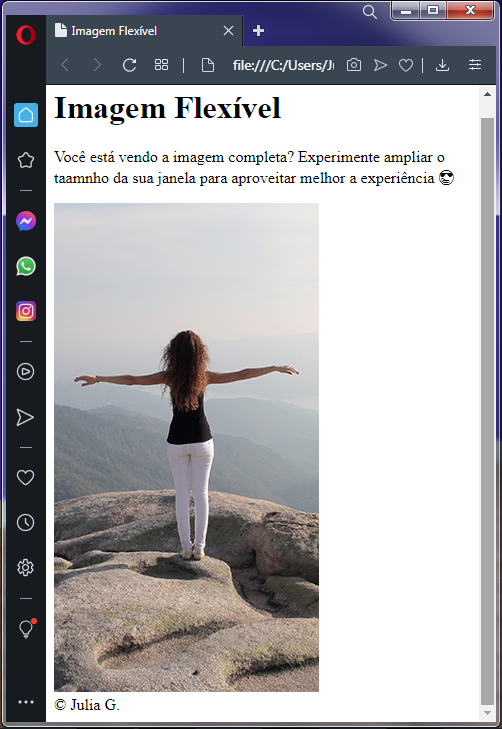 Imagem Flexível
file:///C:/Users/Ju
Imagem Flexível
Você está vendo a imagem completa? Experimente ampliar o
taamnho da sua janela para aproveitar melhor a experiência 😎
© Julia G.